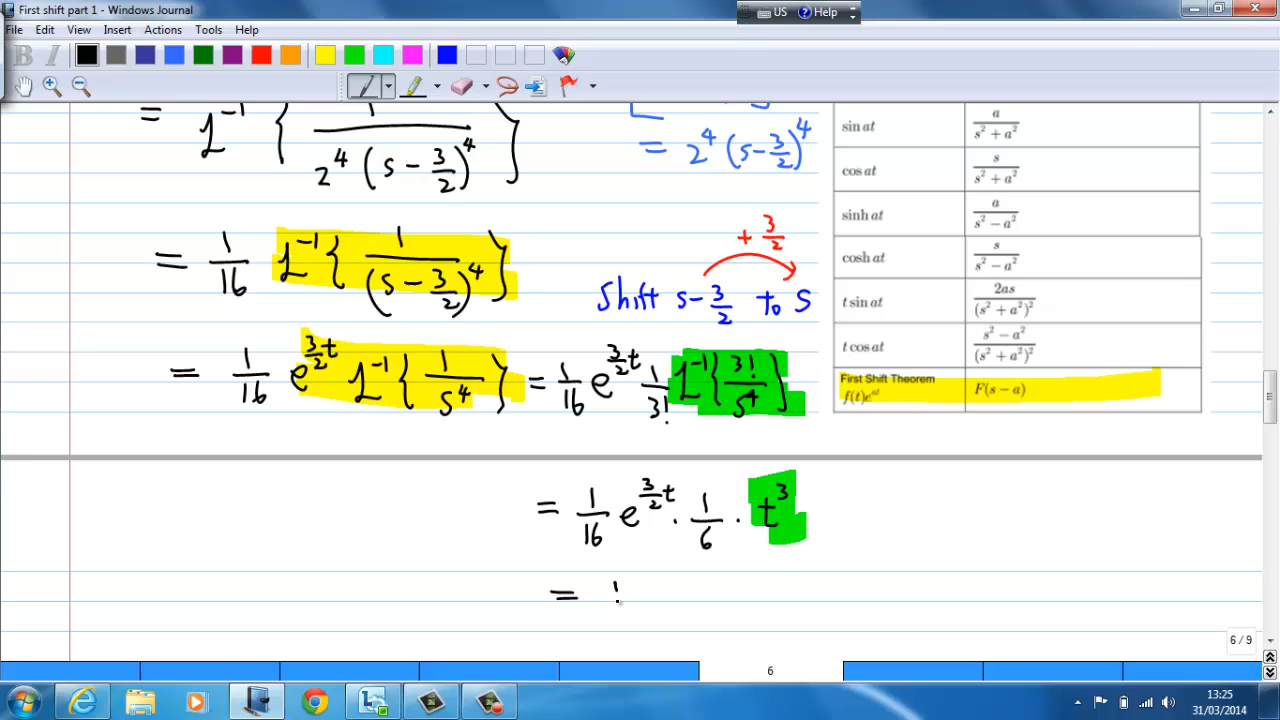 First shift part 1 - Windows Journal
US Help
File Edit View Insert Actions Tools Help
= 𝓛⁻¹ { 1 / 2⁴ (s - 3/2)⁴ }
= 2⁴ (s - 3/2)⁴
sin at a / (s² + a²)
cos at s / (s² + a²)
sinh at a / (s² - a²)
cosh at s / (s² - a²)
t sin at 2as / (s² + a²)²
t cos at (s² - a²) / (s² + a²)²
First Shift Theorem
f(t)eᵃᵗ F(s - a)
= 1/16 𝓛⁻¹ { 1 / (s - 3/2)⁴ }
+ 3/2
Shift s - 3/2 to s
= 1/16 e^(3/2 t) 𝓛⁻¹ { 1/s⁴ } = 1/16 e^(3/2 t) 1/3! 𝓛⁻¹ { 3!/s⁴ }
= 1/16 e^(3/2 t) · 1/6 · t³
=
6 / 9
6
13:25
31/03/2014